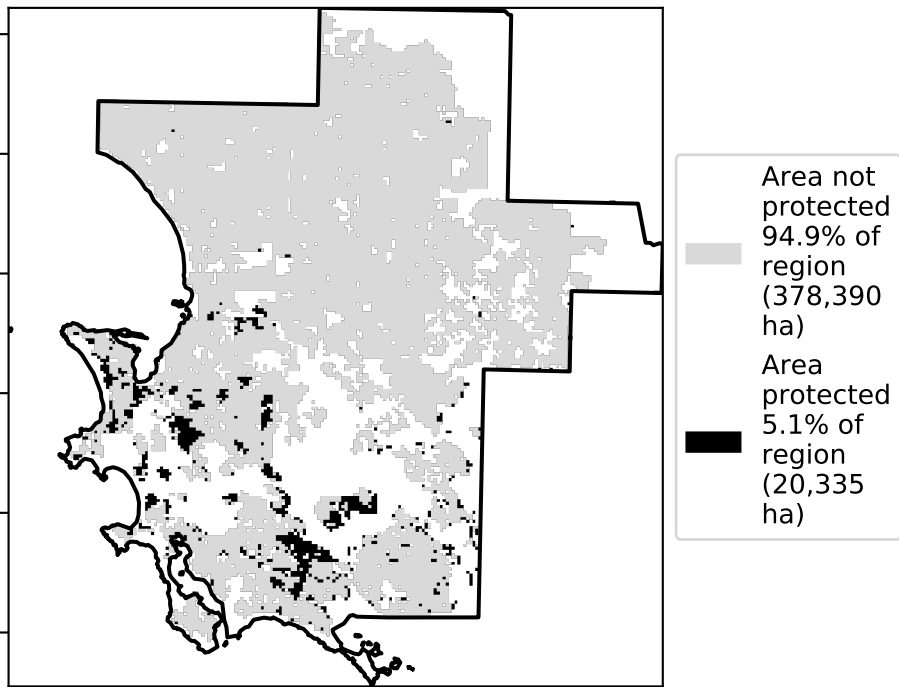 Area not
protected
94.9% of
region
(378,390
ha)
Area
protected
5.1% of
region
(20,335
ha)